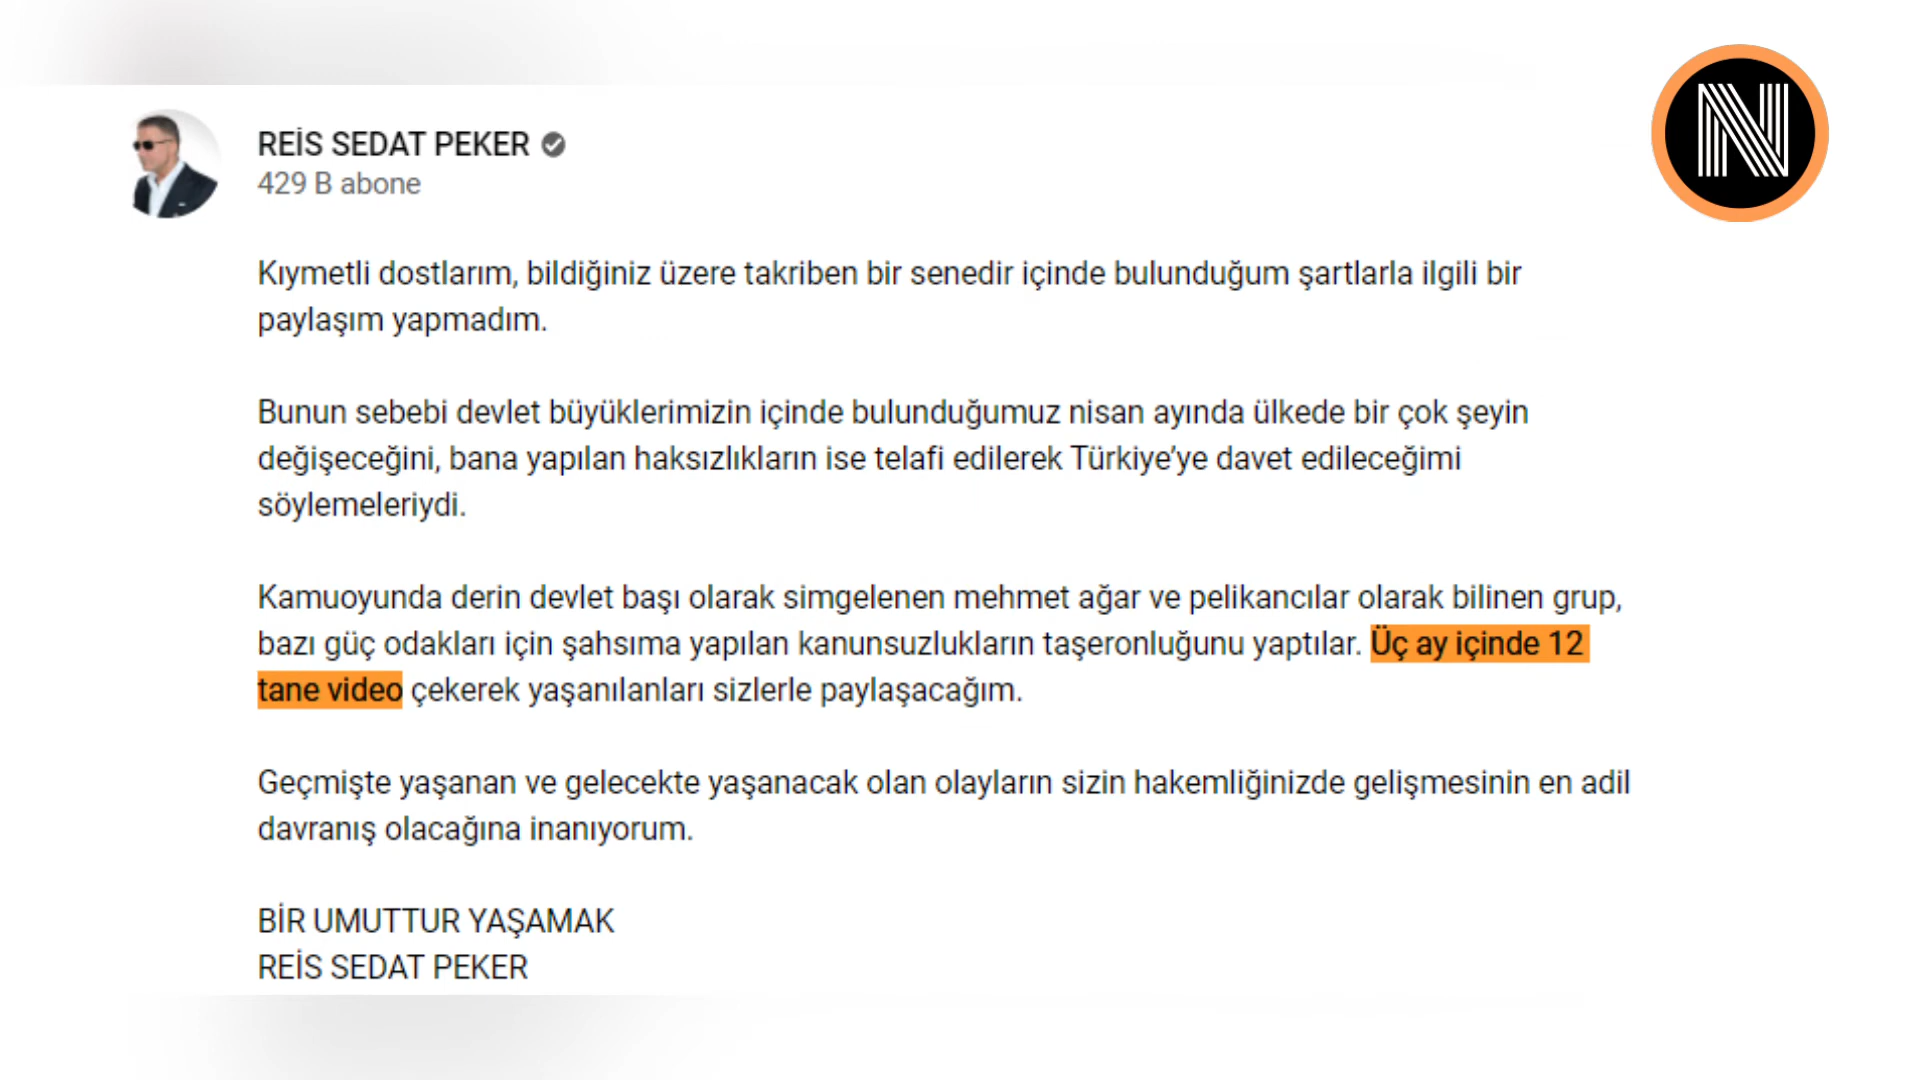 REİS SEDAT PEKER
429 B abone
N
Kıymetli dostlarım, bildiğiniz üzere takriben bir senedir içinde bulunduğum şartlarla ilgili bir
paylaşım yapmadım.
Bunun sebebi devlet büyüklerimizin içinde bulunduğumuz nisan ayında ülkede bir çok şeyin
değişeceğini, bana yapılan haksızlıkların ise telafi edilerek Türkiye’ye davet edileceğimi
söylemeleriydi.
Kamuoyunda derin devlet başı olarak simgelenen mehmet ağar ve pelikancılar olarak bilinen grup,
bazı güç odakları için şahsıma yapılan kanunsuzlukların taşeronluğunu yaptılar. Üç ay içinde 12
tane video çekerek yaşanılanları sizlerle paylaşacağım.
Geçmişte yaşanan ve gelecekte yaşanacak olan olayların sizin hakemliğinizde gelişmesinin en adil
davranış olacağına inanıyorum.
BİR UMUTTUR YAŞAMAK
REİS SEDAT PEKER